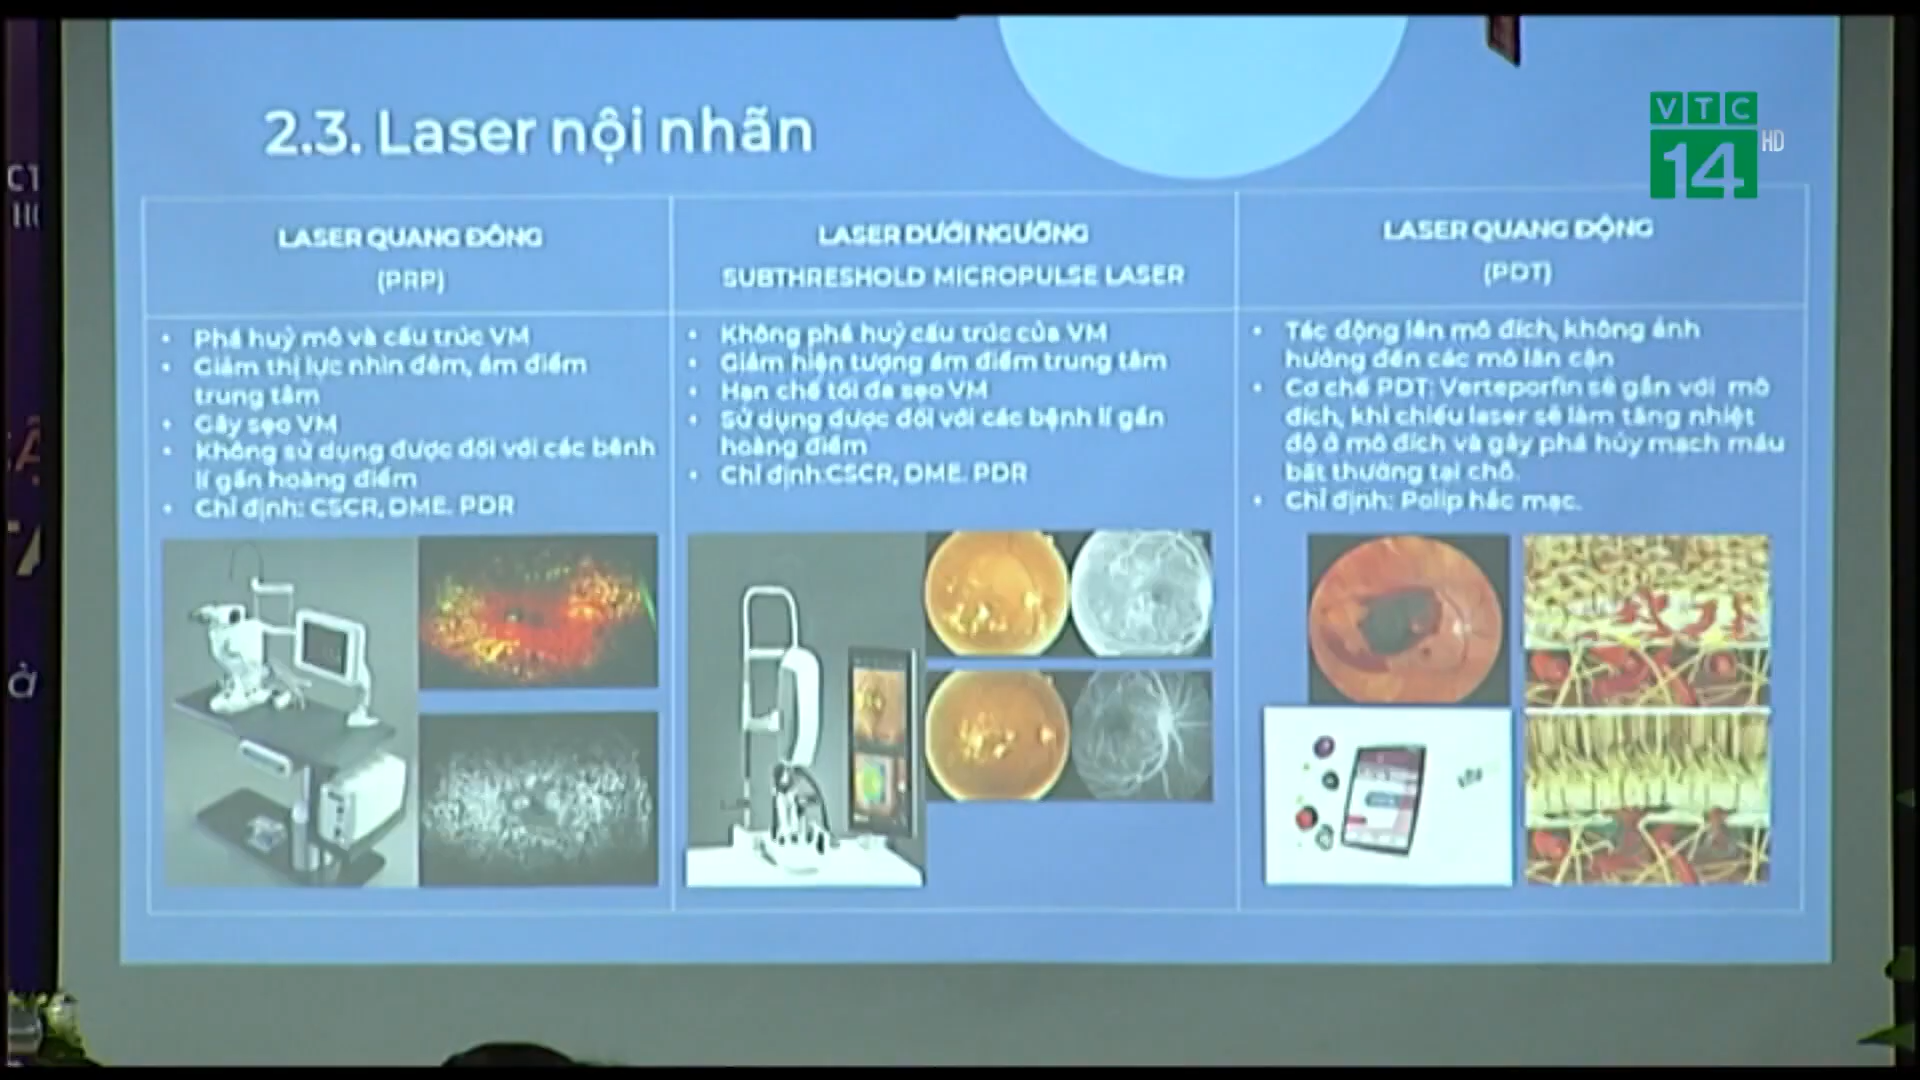 VTC
14 HD
2.3. Laser nội nhãn
LASER QUANG ĐÔNG
(PRP)
Phá huỷ mô và cấu trúc VM
Giảm thị lực nhìn đêm, ám điểm
trung tâm
Gây sẹo VM
Không sử dụng được đối với các bệnh
lí gần hoàng điểm
Chỉ định: CSCR, DME. PDR
LASER DƯỚI NGƯỠNG
SUBTHRESHOLD MICROPULSE LASER
Không phá huỷ cấu trúc của VM
Giảm hiện tượng ám điểm trung tâm
Hạn chế tối đa sẹo VM
Sử dụng được đối với các bệnh lí gần
hoàng điểm
Chỉ định:CSCR, DME. PDR
LASER QUANG ĐỘNG
(PDT)
Tác động lên mô đích, không ảnh
hưởng đến các mô lân cận
Cơ chế PDT: Verteporfin sẽ gắn với mô
đích, khi chiếu laser sẽ làm tăng nhiệt
độ ở mô đích và gây phá hủy mạch máu
bất thường tại chỗ.
Chỉ định: Polip hắc mạc.